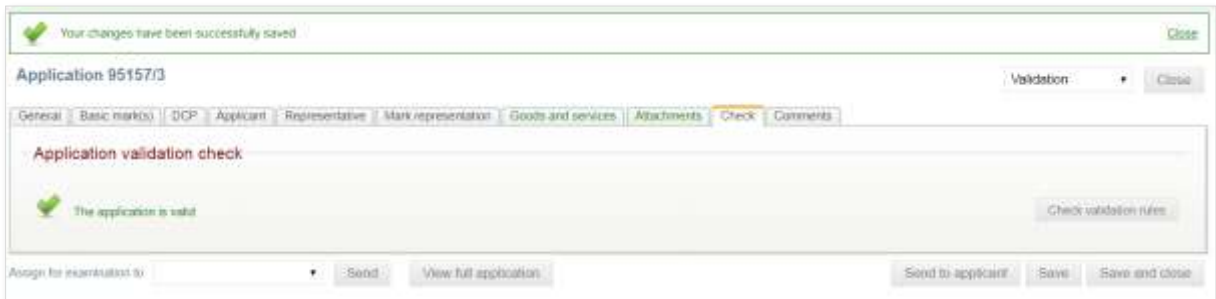 Your changes have been successfully saved Close
Application 95157/3 Validation Close
General Basic mark(s) DCP Applicant Representative Mark representation Goods and services Attachments Check Comments
Application validation check
The application is valid Check validation rules
Assign for examination to Send View full application Send to applicant Save Save and close